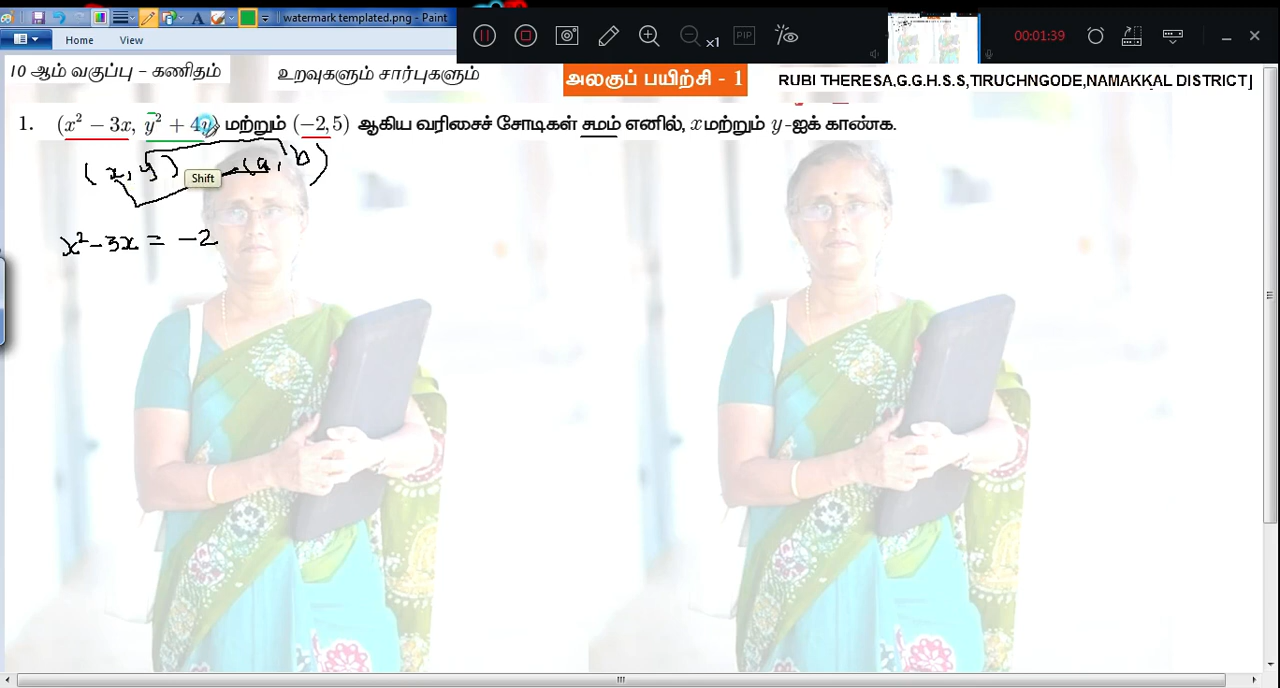 watermark templated.png - Paint
Home View
x1 PIP 00:01:39
10 ஆம் வகுப்பு – கணிதம் உறவுகளும் சார்புகளும் அலகுப் பயிற்சி - 1 RUBI THERESA,G.G.H.S.S,TIRUCHNGODE,NAMAKKAL DISTRICT]
1. (x² − 3x, y² + 4y) மற்றும் (−2,5) ஆகிய வரிசைச் சோடிகள் சமம் எனில், x மற்றும் y -ஐக் காண்க.
(x, y) (a, b)
Shift
x²-3x = -2